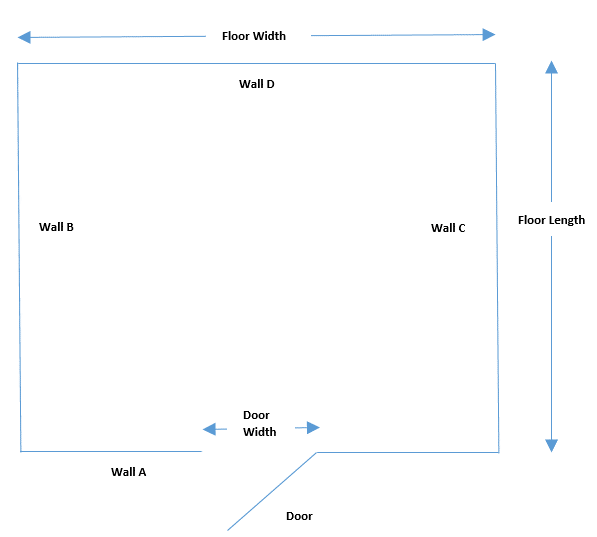 Floor Width
Wall D
Wall B
Wall C
Floor Length
Door
Width
Wall A
Door